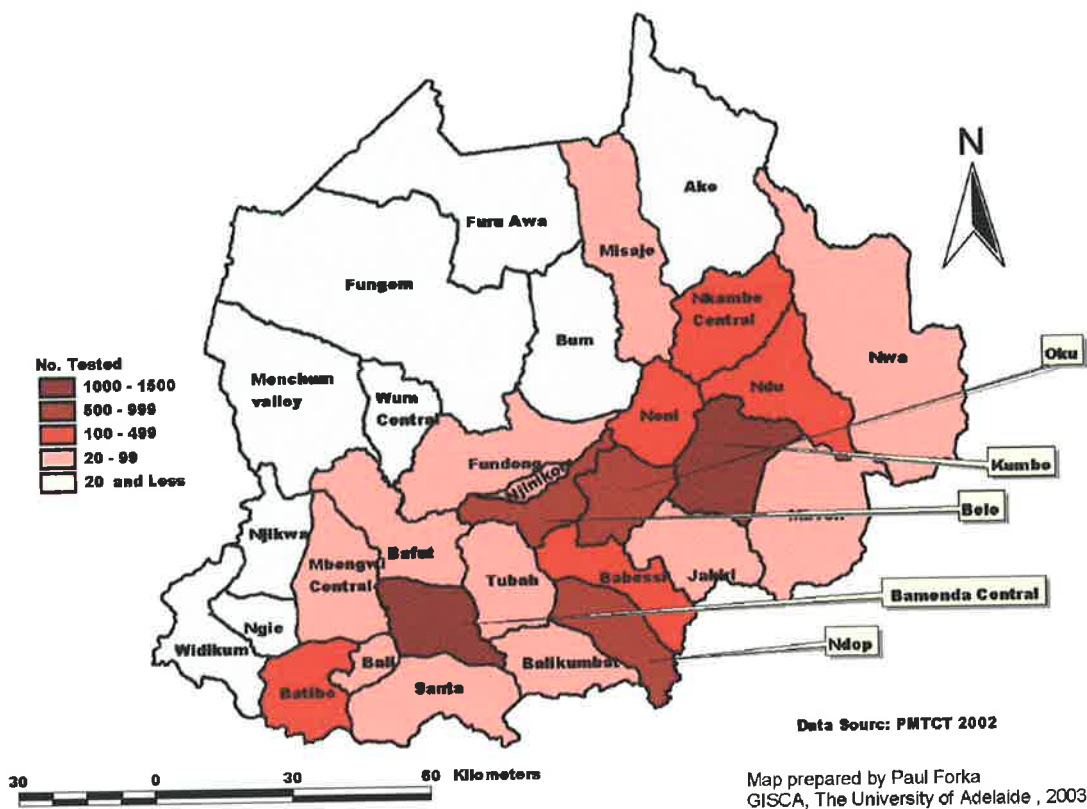 N
Ako
Furu Awa
Misaje
Fungom
Nkambe
Central
Bum
Nwa
Oku
No. Tested
1000 - 1500
500 - 999
100 - 499
20 - 99
20 and Less
Menchum
valley
Wum
Central
Ndu
Noni
Fundong
Njinikom
Kumbo
Belo
Njikwa
Mbengwi
Central
Bafut
Tubah
Babessi
Jakiri
Bamenda Central
Ngie
Widikum
Bali
Balikumbat
Ndop
Batibo
Santa
Data Sourc: PMTCT 2002
30 0 30 60 Kilometers
Map prepared by Paul Forka
GISCA, The University of Adelaide , 2003